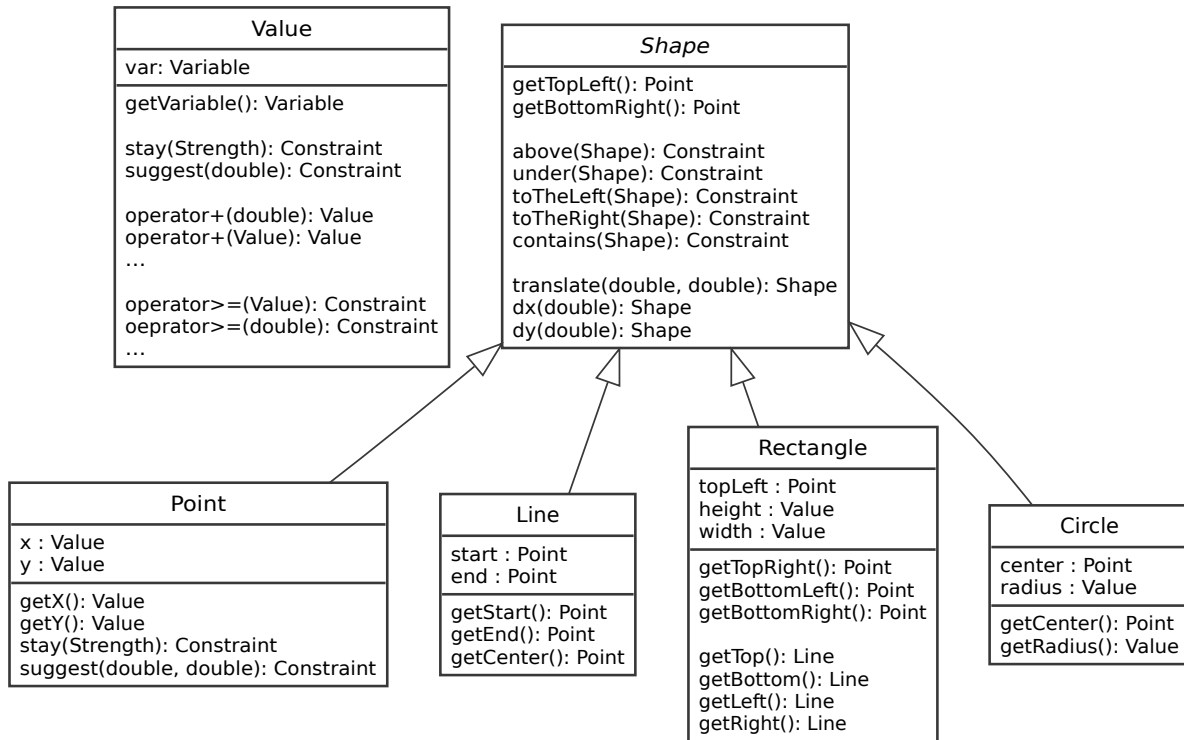 Value
var: Variable
getVariable(): Variable
stay(Strength): Constraint
suggest(double): Constraint
operator+(double): Value
operator+(Value): Value
...
operator>=(Value): Constraint
oeprator>=(double): Constraint
...
Shape
getTopLeft(): Point
getBottomRight(): Point
above(Shape): Constraint
under(Shape): Constraint
toTheLeft(Shape): Constraint
toTheRight(Shape): Constraint
contains(Shape): Constraint
translate(double, double): Shape
dx(double): Shape
dy(double): Shape
Point
x : Value
y : Value
getX(): Value
getY(): Value
stay(Strength): Constraint
suggest(double, double): Constraint
Line
start : Point
end : Point
getStart(): Point
getEnd(): Point
getCenter(): Point
Rectangle
topLeft : Point
height : Value
width : Value
getTopRight(): Point
getBottomLeft(): Point
getBottomRight(): Point
getTop(): Line
getBottom(): Line
getLeft(): Line
getRight(): Line
Circle
center : Point
radius : Value
getCenter(): Point
getRadius(): Value